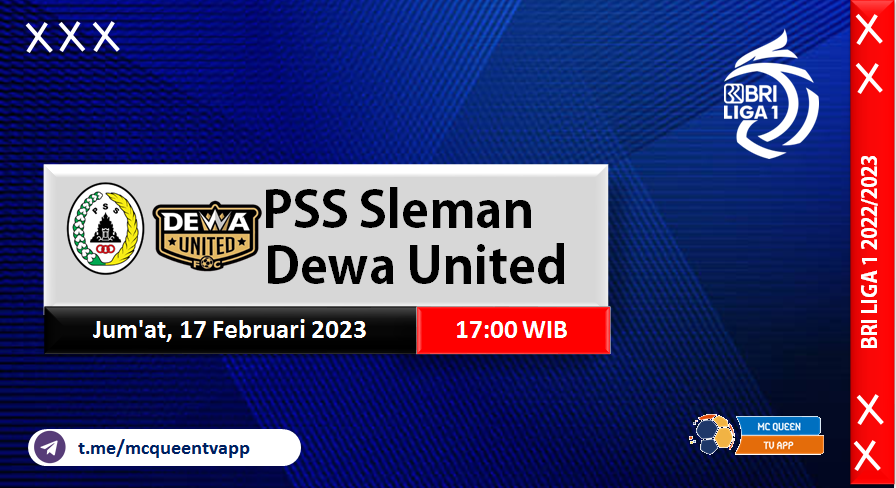 X X X
BRI
LIGA 1
PSS
DEWA
UNITED
FC
PSS Sleman
Dewa United
Jum'at, 17 Februari 2023
17:00 WIB
X
X
BRI LIGA 1 2022/2023
X
X
t.me/mcqueentvapp
MC QUEEN
TV APP